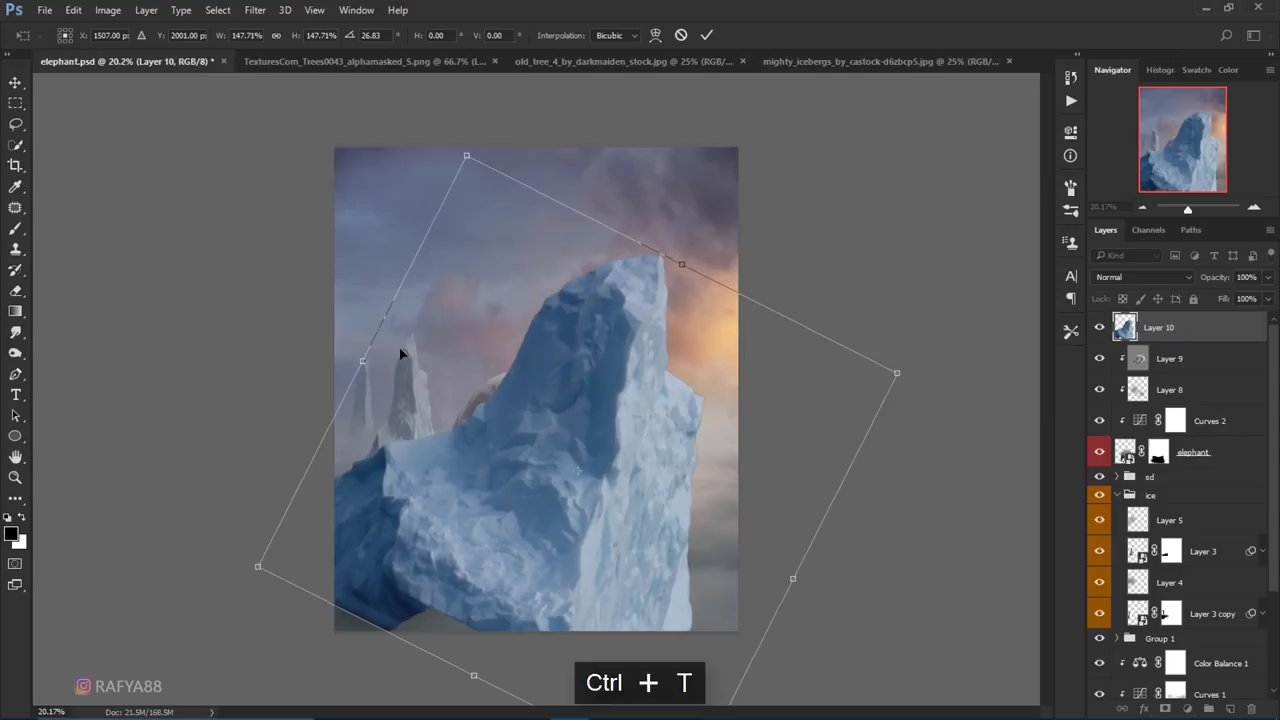 Ps File Edit Image Layer Type Select Filter 3D View Window Help
X: 1507.00 px Y: 2001.00 px W: 147.71% H: 147.71% 26.83 ° H: 0.00 ° V: 0.00 ° Interpolation: Bicubic
elephant.psd @ 20.2% (Layer 10, RGB/8) * × TexturesCom_Trees0043_alphamasked_S.png @ 66.7% (L... × old_tree_4_by_darkmaiden_stock.jpg @ 25% (RGB/... × mighty_icebergs_by_castock-d6zbcp5.jpg @ 25% (RGB/... ×
Navigator Histogr Swatch Color
20.17%
Layers Channels Paths
Kind
Normal Opacity: 100%
Lock: Fill: 100%
Layer 10
Layer 9
Layer 8
Curves 2
elephant
sd
ice
Layer 5
Layer 3
Layer 4
Layer 3 copy
Group 1
Color Balance 1
Curves 1
Ctrl + T
RAFYA88
20.17% Doc: 21.5M/168.5M